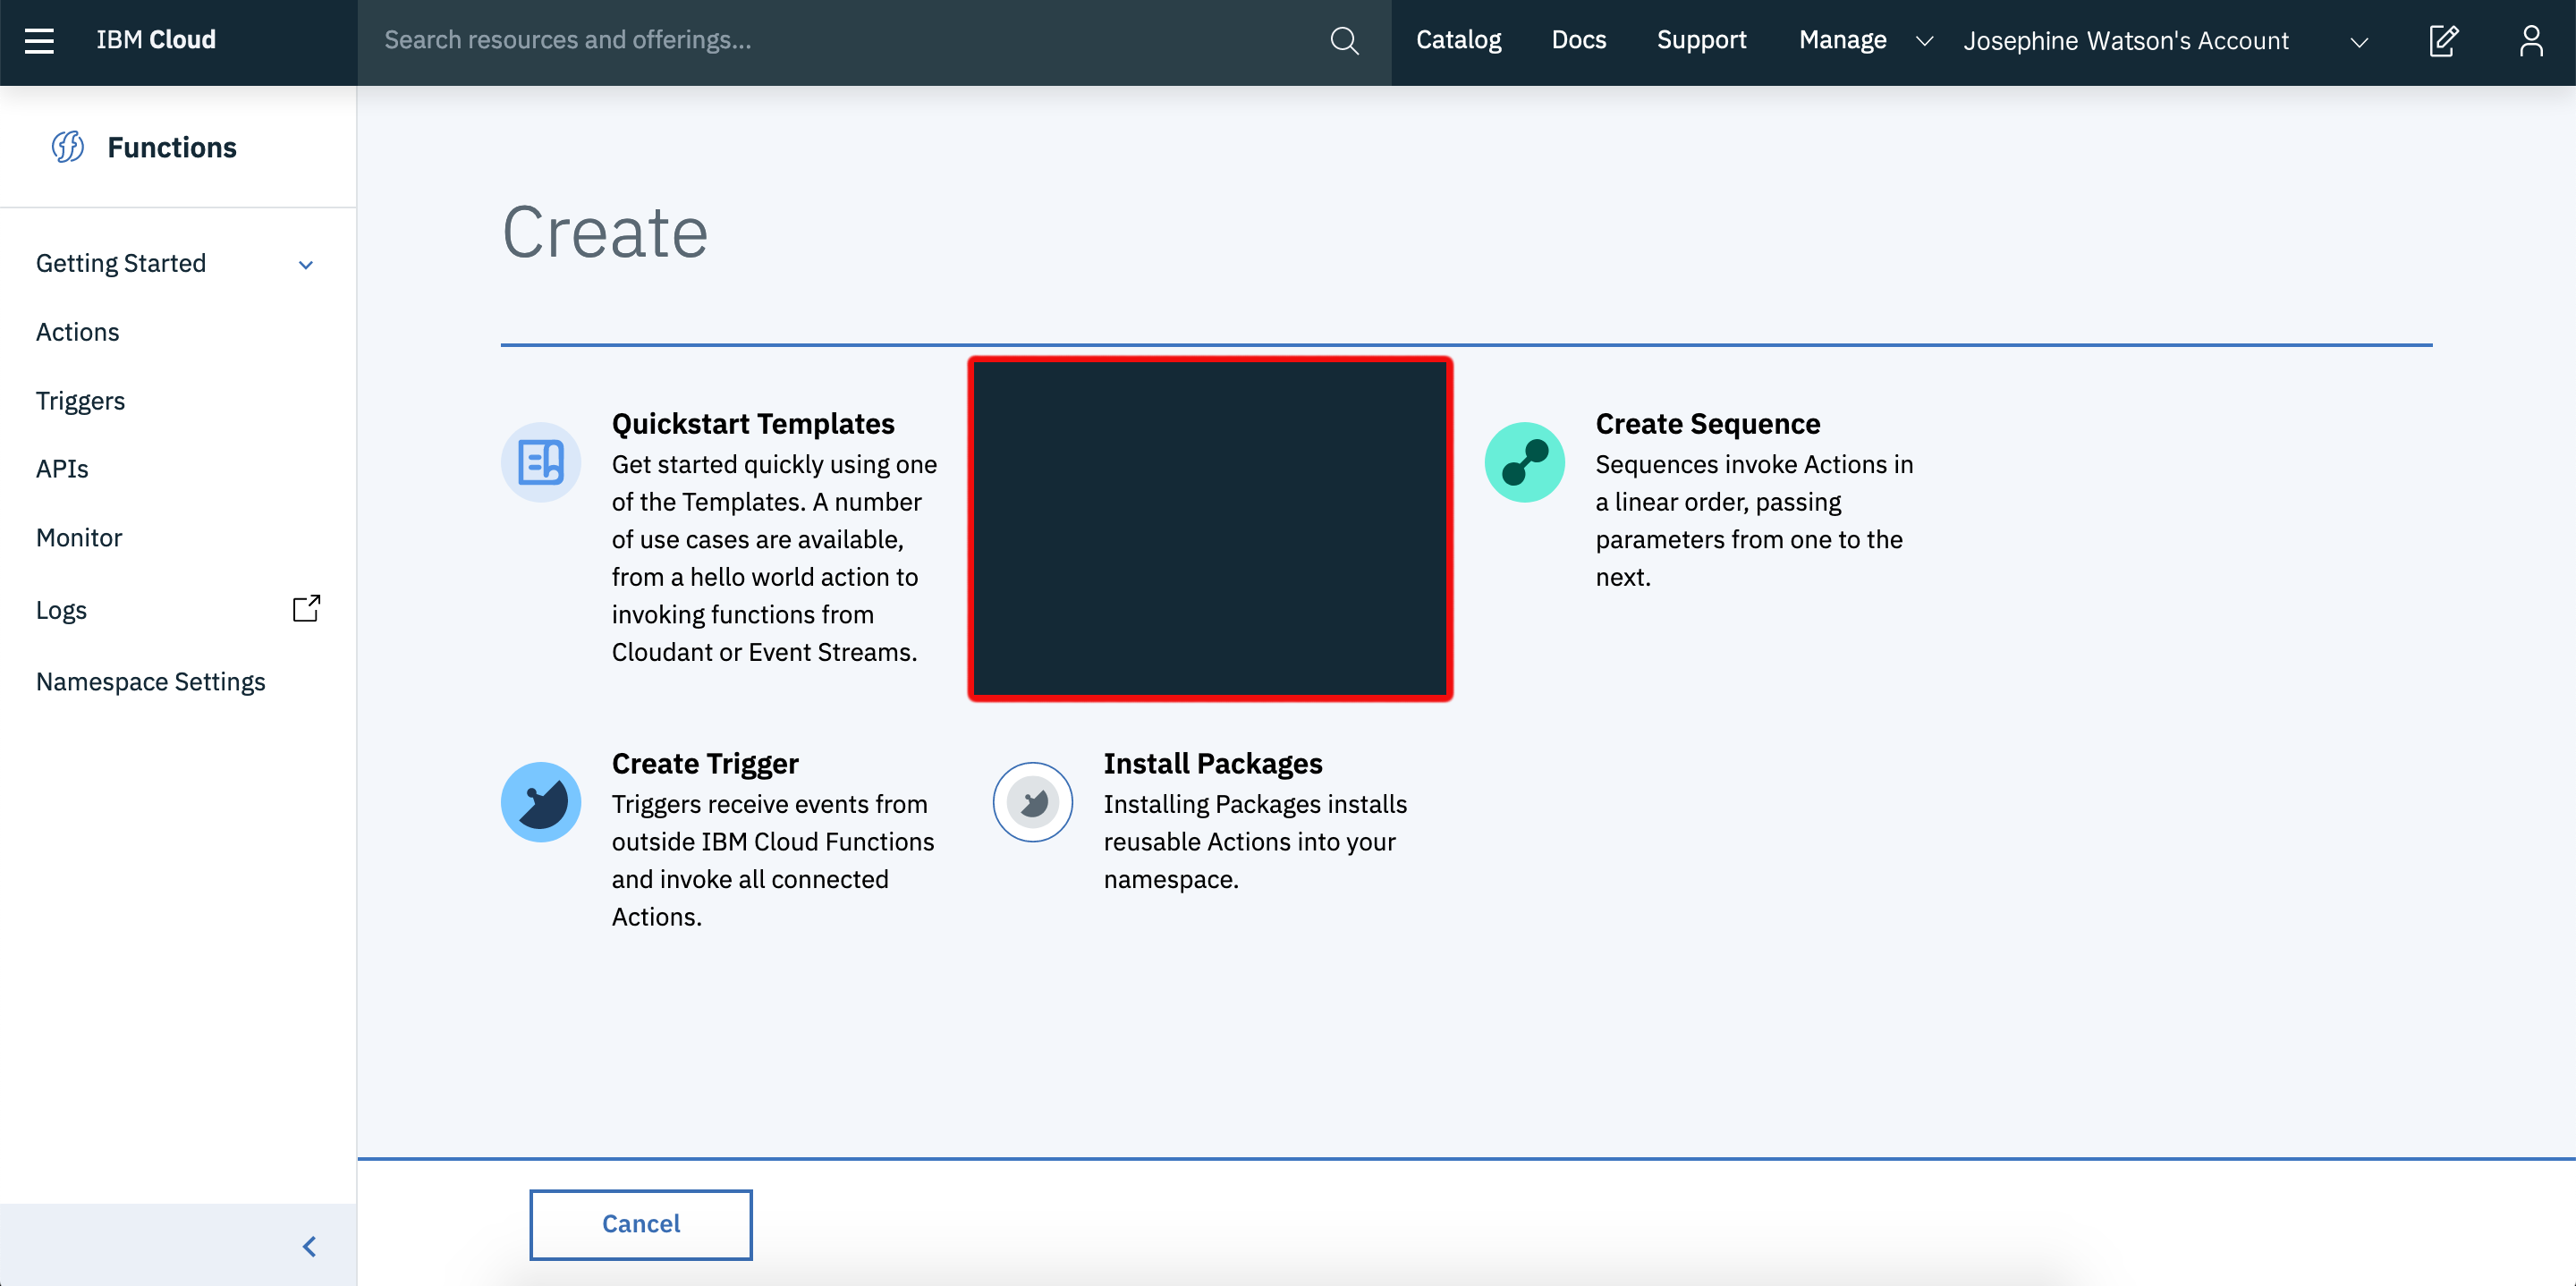 IBM Cloud
Search resources and offerings...
Catalog
Docs
Support
Manage
Josephine Watson's Account
Functions
Getting Started
Actions
Triggers
APIs
Monitor
Logs
Namespace Settings
Create
Quickstart Templates
Get started quickly using one
of the Templates. A number
of use cases are available,
from a hello world action to
invoking functions from
Cloudant or Event Streams.
Create Sequence
Sequences invoke Actions in
a linear order, passing
parameters from one to the
next.
Create Trigger
Triggers receive events from
outside IBM Cloud Functions
and invoke all connected
Actions.
Install Packages
Installing Packages installs
reusable Actions into your
namespace.
Cancel